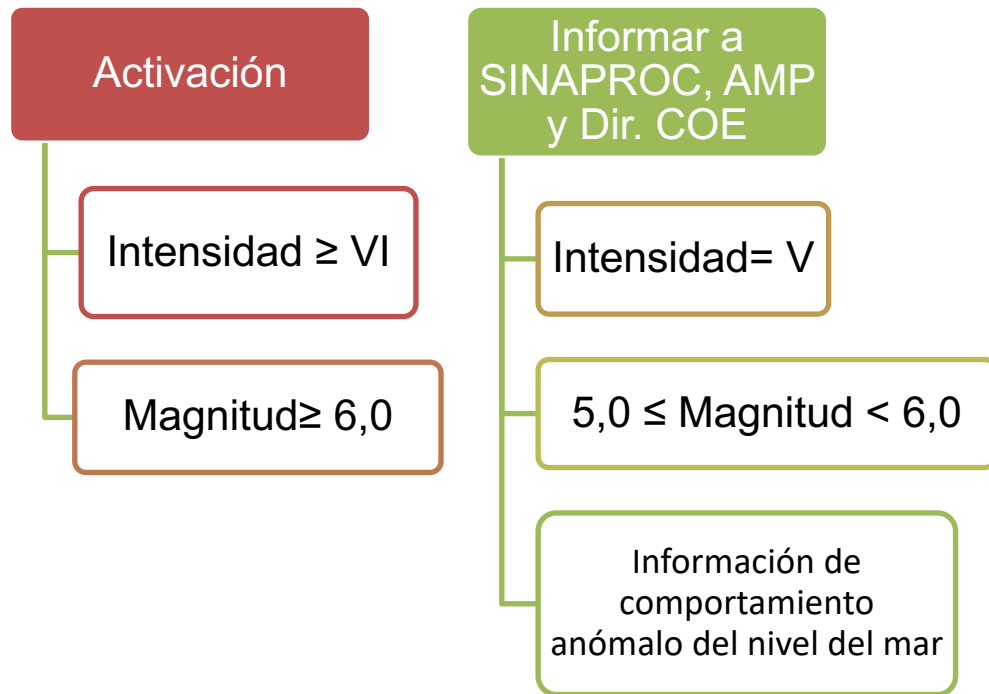 Activación
Intensidad ≥ VI
Magnitud≥ 6,0
Informar a
SINAPROC, AMP
y Dir. COE
Intensidad= V
5,0 ≤ Magnitud < 6,0
Información de
comportamiento
anómalo del nivel del mar